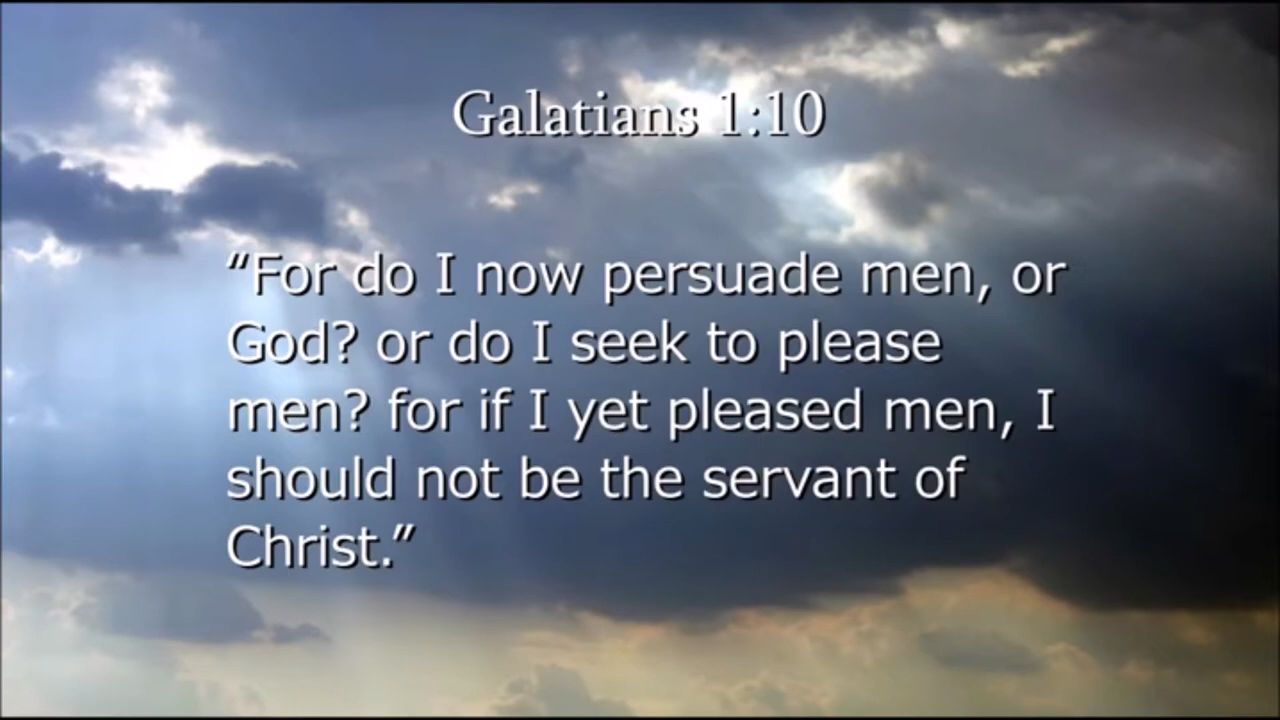 Galatians 1:10
"For do I now persuade men, or
God? or do I seek to please
men? for if I yet pleased men, I
should not be the servant of
Christ."